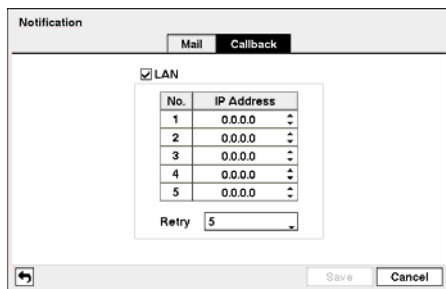 Notification
Mail Callback
LAN
No. IP Address
1 0.0.0.0
2 0.0.0.0
3 0.0.0.0
4 0.0.0.0
5 0.0.0.0
Retry 5
Save Cancel